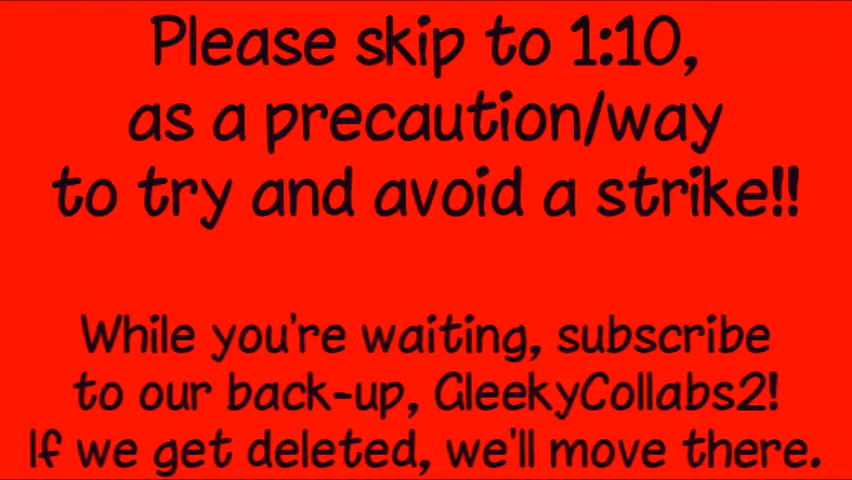 Please skip to 1:10,
as a precaution/way
to try and avoid a strike!!
While you're waiting, subscribe
to our back-up, GleekyCollabs2!
If we get deleted, we'll move there.